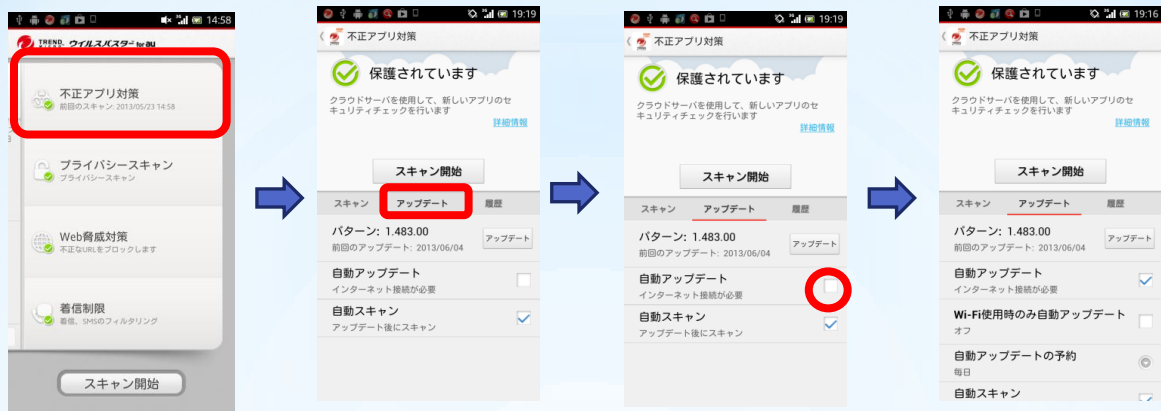 14:58
TREND MICRO ウイルスバスター for au
不正アプリ対策
前回のスキャン: 2013/05/23 14:58
プライバシースキャン
プライバシースキャン
Web脅威対策
不正なURLをブロックします
着信制限
着信、SMSのフィルタリング
スキャン開始
19:19
不正アプリ対策
保護されています
クラウドサーバを使用して、新しいアプリのセ
キュリティチェックを行います
詳細情報
スキャン開始
スキャン アップデート 履歴
パターン: 1.483.00
前回のアップデート: 2013/06/04
アップデート
自動アップデート
インターネット接続が必要
自動スキャン
アップデート後にスキャン
19:19
不正アプリ対策
保護されています
クラウドサーバを使用して、新しいアプリのセ
キュリティチェックを行います
詳細情報
スキャン開始
スキャン アップデート 履歴
パターン: 1.483.00
前回のアップデート: 2013/06/04
アップデート
自動アップデート
インターネット接続が必要
自動スキャン
アップデート後にスキャン
19:16
不正アプリ対策
保護されています
クラウドサーバを使用して、新しいアプリのセ
キュリティチェックを行います
詳細情報
スキャン開始
スキャン アップデート 履歴
パターン: 1.483.00
前回のアップデート: 2013/06/04
アップデート
自動アップデート
インターネット接続が必要
Wi-Fi使用時のみ自動アップデート
オフ
自動アップデートの予約
毎日
自動スキャン